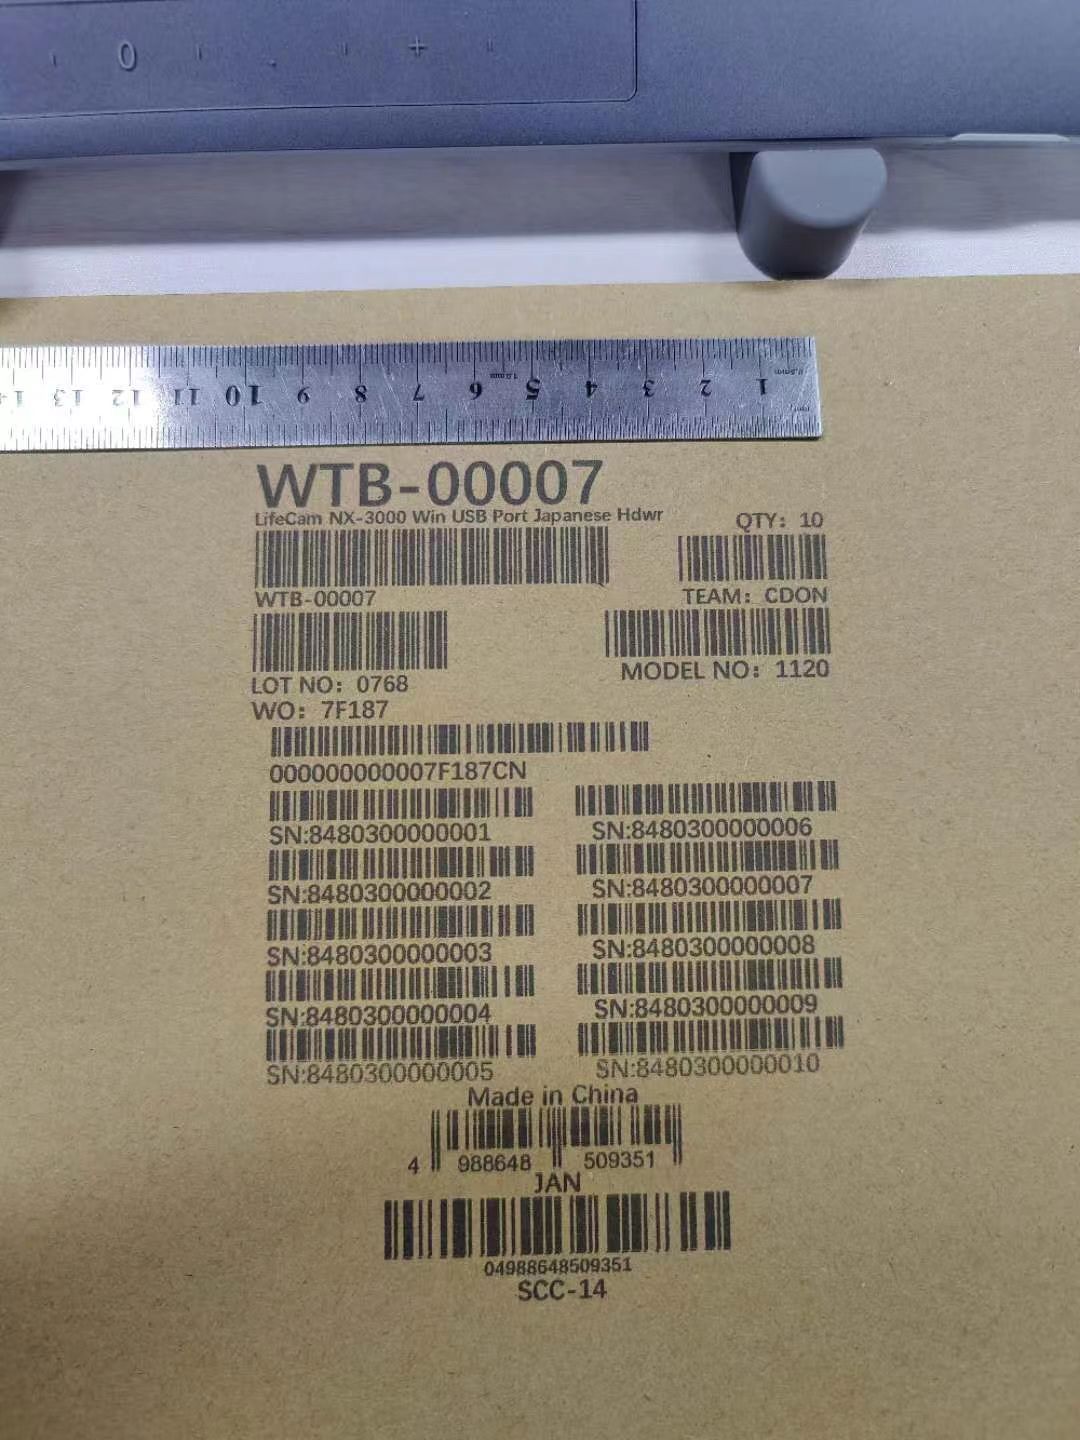 0 . +
14 13 12 11 10 9 8 7 6 5 4 3 2 1
WTB-00007
LifeCam NX-3000 Win USB Port Japanese Hdwr
QTY: 10
WTB-00007
TEAM: CDON
LOT NO: 0768
MODEL NO: 1120
WO: 7F187
000000000007F187CN
SN:8480300000001
SN:8480300000006
SN:8480300000002
SN:8480300000007
SN:8480300000003
SN:8480300000008
SN:8480300000004
SN:8480300000009
SN:8480300000005
SN:8480300000010
Made in China
4 988648 509351
JAN
04988648509351
SCC-14